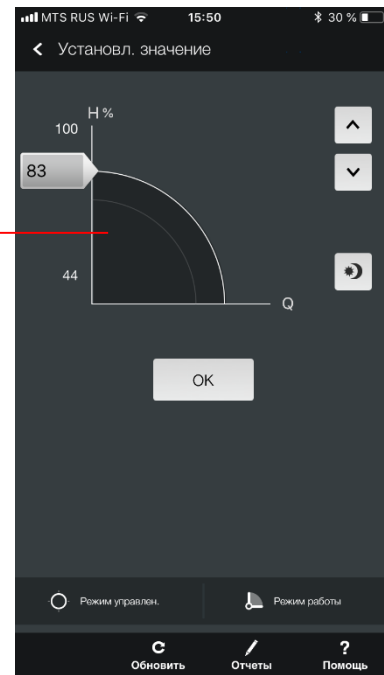 MTS RUS Wi-Fi 15:50 30 %
Установл. значение
H %
100
83
44
Q
OK
Режим управлен. Режим работы
Обновить Отчеты Помощь